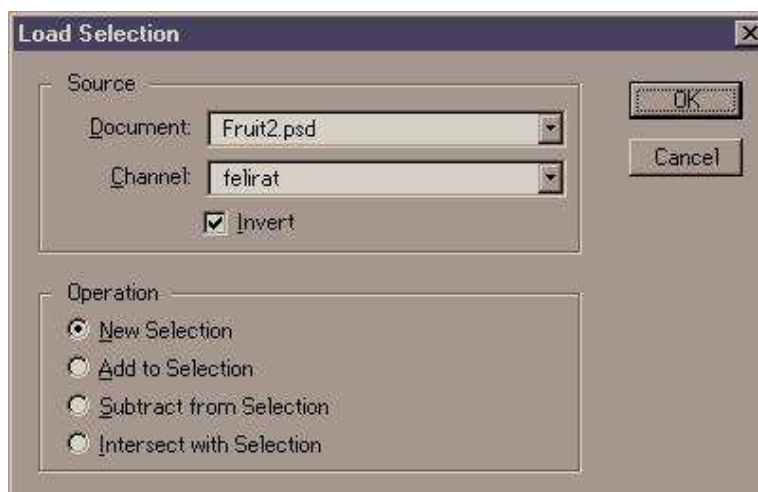 Load Selection
Source
Document: Fruit2.psd
Channel: felirat
Invert
OK
Cancel
Operation
New Selection
Add to Selection
Subtract from Selection
Intersect with Selection